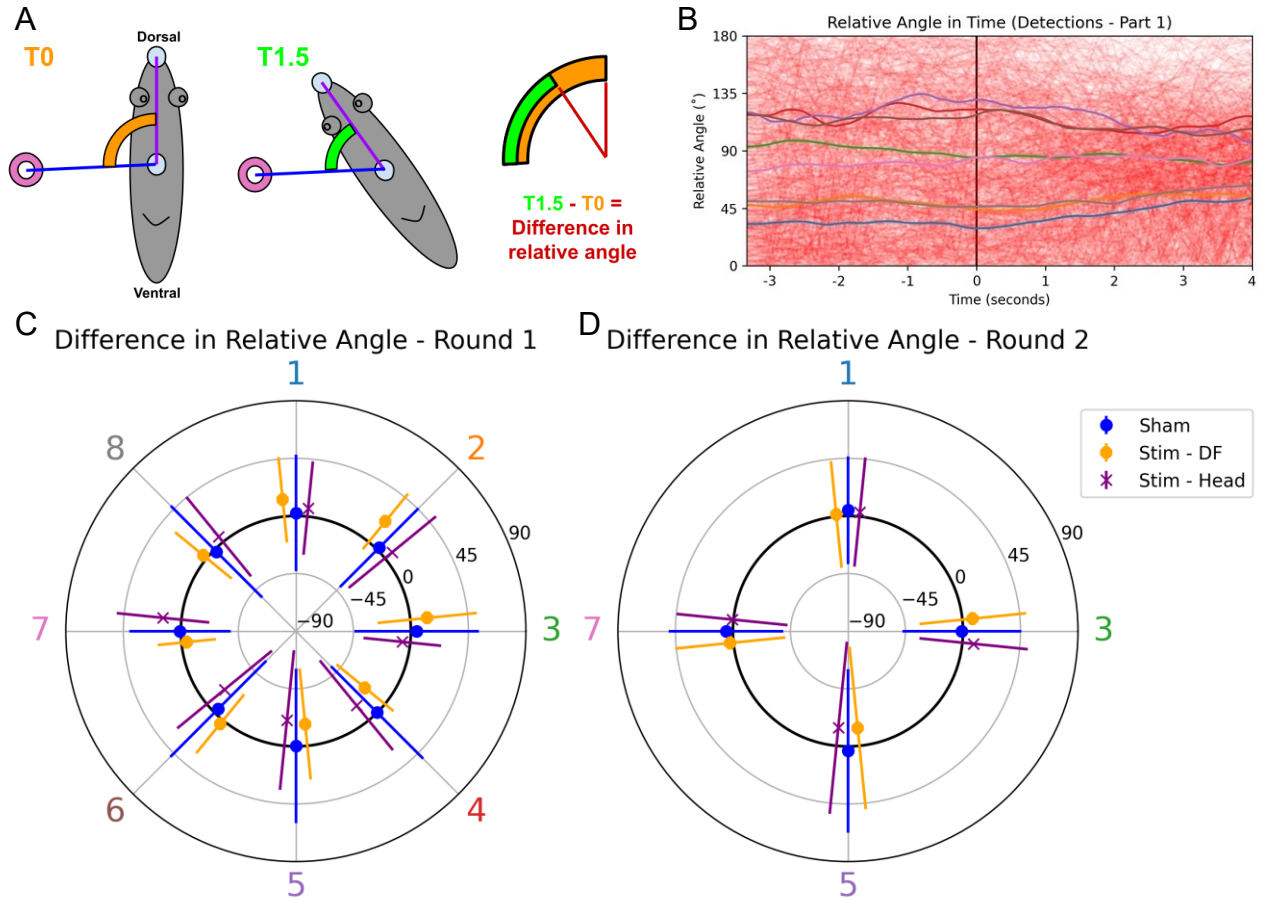 A
T0
Dorsal
Ventral
T1.5
T1.5 - T0 =
Difference in
relative angle
B
Relative Angle in Time (Detections - Part 1)
Relative Angle (°)
180
135
90
45
0
-3
-2
-1
0
1
2
3
4
Time (seconds)
C
Difference in Relative Angle - Round 1
1
2
3
4
5
6
7
8
90
45
0
−45
−90
D
Difference in Relative Angle - Round 2
1
3
5
7
90
45
0
−45
−90
Sham
Stim - DF
Stim - Head